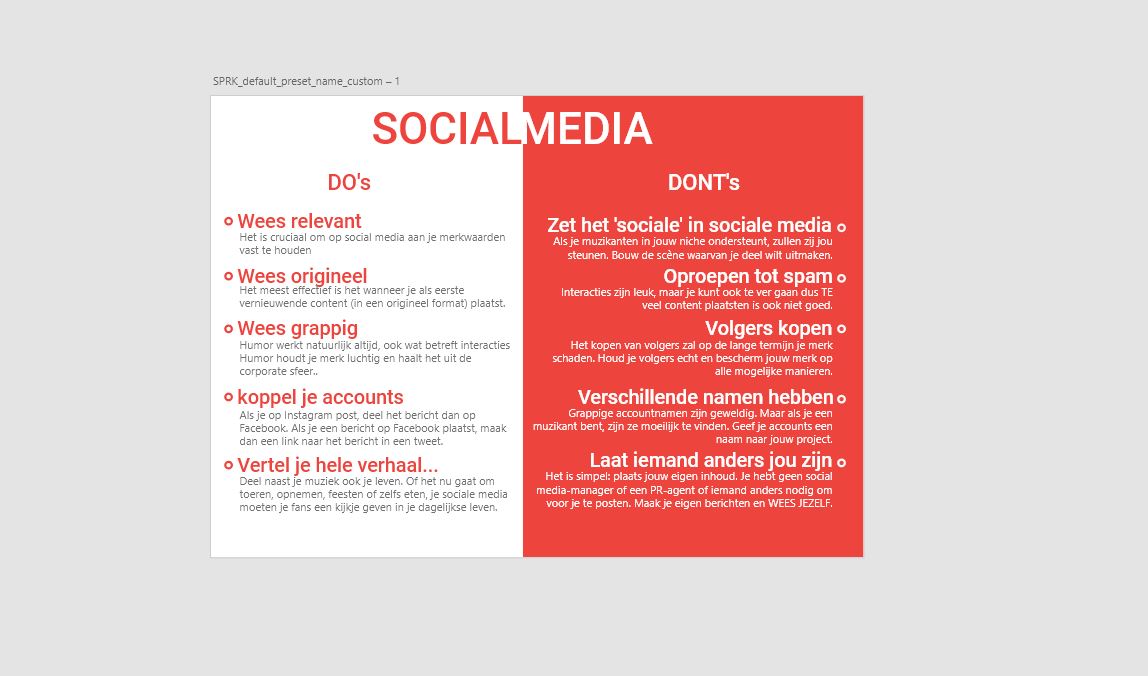 SPRK_default_preset_name_custom – 1
SOCIALMEDIA
DO's
Wees relevant
Het is cruciaal om op social media aan je merkwaarden
vast te houden
Wees origineel
Het meest effectief is het wanneer je als eerste
vernieuwende content (in een origineel format) plaatst.
Wees grappig
Humor werkt natuurlijk altijd, ook wat betreft interacties
Humor houdt je merk luchtig en haalt het uit de
corporate sfeer..
koppel je accounts
Als je op Instagram post, deel het bericht dan op
Facebook. Als je een bericht op Facebook plaatst, maak
dan een link naar het bericht in een tweet.
Vertel je hele verhaal...
Deel naast je muziek ook je leven. Of het nu gaat om
toeren, opnemen, feesten of zelfs eten, je sociale media
moeten je fans een kijkje geven in je dagelijkse leven.
DONT's
Zet het 'sociale' in sociale media
Als je muzikanten in jouw niche ondersteunt, zullen zij jou
steunen. Bouw de scène waarvan je deel wilt uitmaken.
Oproepen tot spam
Interacties zijn leuk, maar je kunt ook te ver gaan dus TE
veel content plaatsten is ook niet goed.
Volgers kopen
Het kopen van volgers zal op de lange termijn je merk
schaden. Houd je volgers echt en bescherm jouw merk op
alle mogelijke manieren.
Verschillende namen hebben
Grappige accountnamen zijn geweldig. Maar als je een
muzikant bent, zijn ze moeilijk te vinden. Geef je accounts een
naam naar jouw project.
Laat iemand anders jou zijn
Het is simpel: plaats jouw eigen inhoud. Je hebt geen social
media-manager of een PR-agent of iemand anders nodig om
voor je te posten. Maak je eigen berichten en WEES JEZELF.